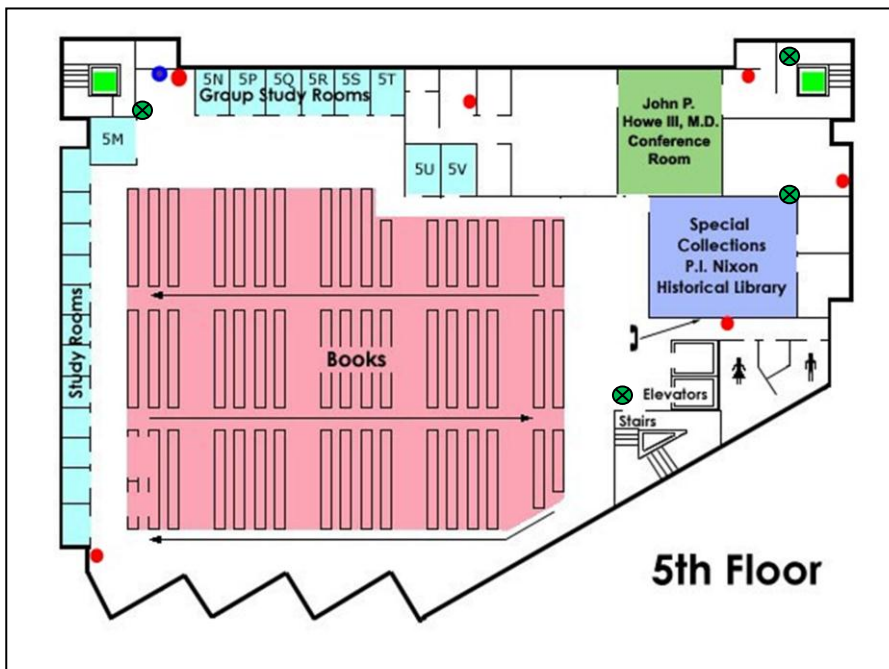 5N 5P 5Q 5R 5S 5T
Group Study Rooms
5M
5U 5V
John P.
Howe III, M.D.
Conference
Room
Special
Collections
P.I. Nixon
Historical Library
Study Rooms
Books
Elevators
Stairs
5th Floor